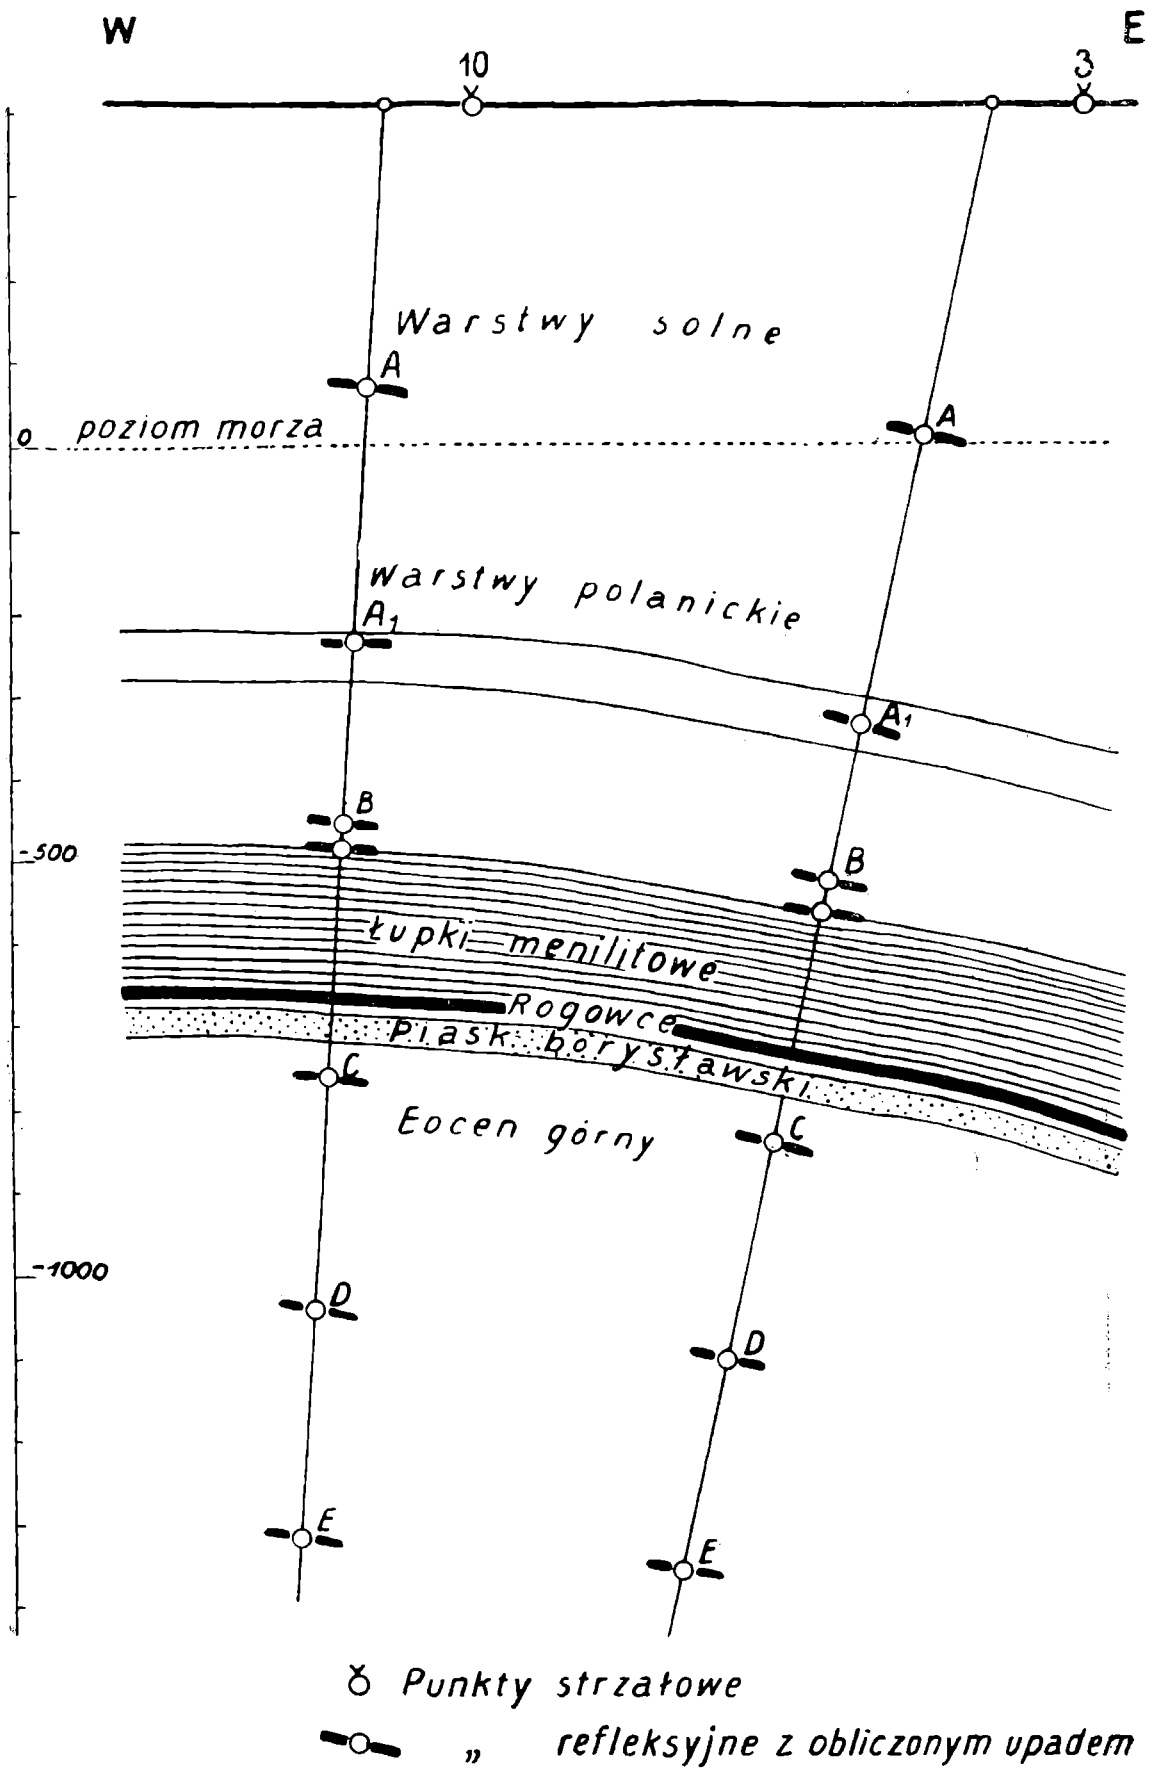 W E
10 3
Warstwy solne
A
A
0 poziom morza
Warstwy polanickie
A1
A1
B
-500
B
Łupki menilitowe
Rogowce
Piask. borysławski
C
Eocen górny
C
-1000
D
D
E
E
Punkty strzałowe
„ refleksyjne z obliczonym upadem